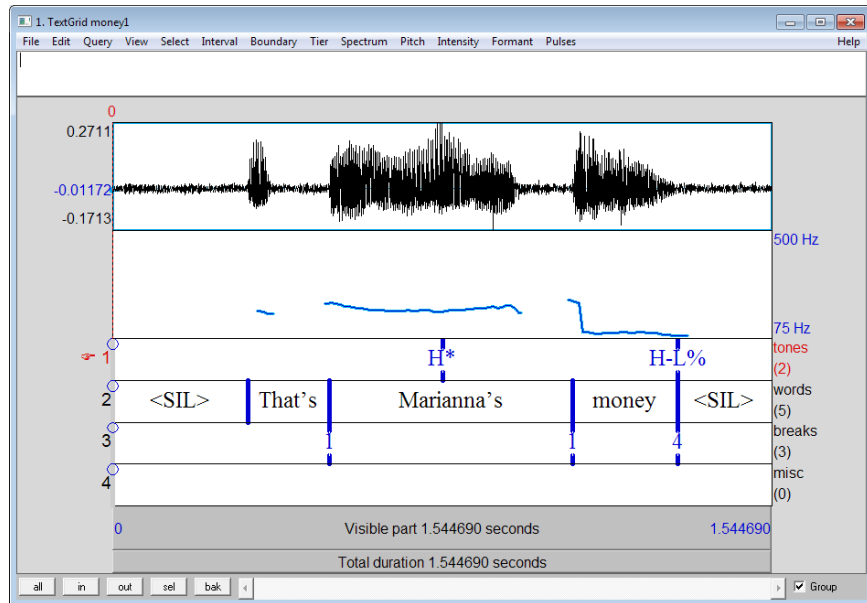 1. TextGrid money1
File Edit Query View Select Interval Boundary Tier Spectrum Pitch Intensity Formant Pulses Help
0
0.2711
-0.01172
-0.1713
500 Hz
75 Hz
1 H* H-L% tones (2)
2 <SIL> That's Marianna's money <SIL> words (5)
3 1 1 4 breaks (3)
4 misc (0)
0 Visible part 1.544690 seconds 1.544690
Total duration 1.544690 seconds
all in out sel bak Group